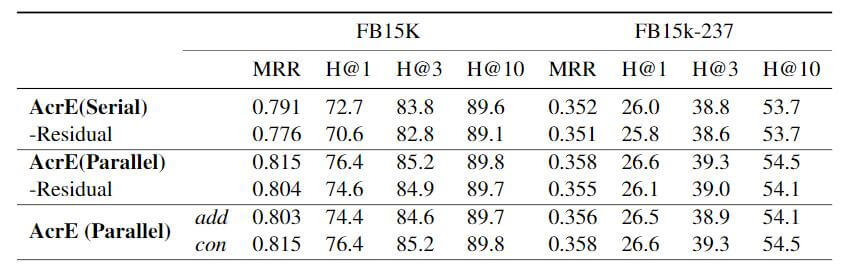 FB15K FB15k-237
MRR H@1 H@3 H@10 MRR H@1 H@3 H@10
AcrE(Serial) 0.791 72.7 83.8 89.6 0.352 26.0 38.8 53.7
-Residual 0.776 70.6 82.8 89.1 0.351 25.8 38.6 53.7
AcrE(Parallel) 0.815 76.4 85.2 89.8 0.358 26.6 39.3 54.5
-Residual 0.804 74.6 84.9 89.7 0.355 26.1 39.0 54.1
AcrE (Parallel) add 0.803 74.4 84.6 89.7 0.356 26.5 38.9 54.1
con 0.815 76.4 85.2 89.8 0.358 26.6 39.3 54.5